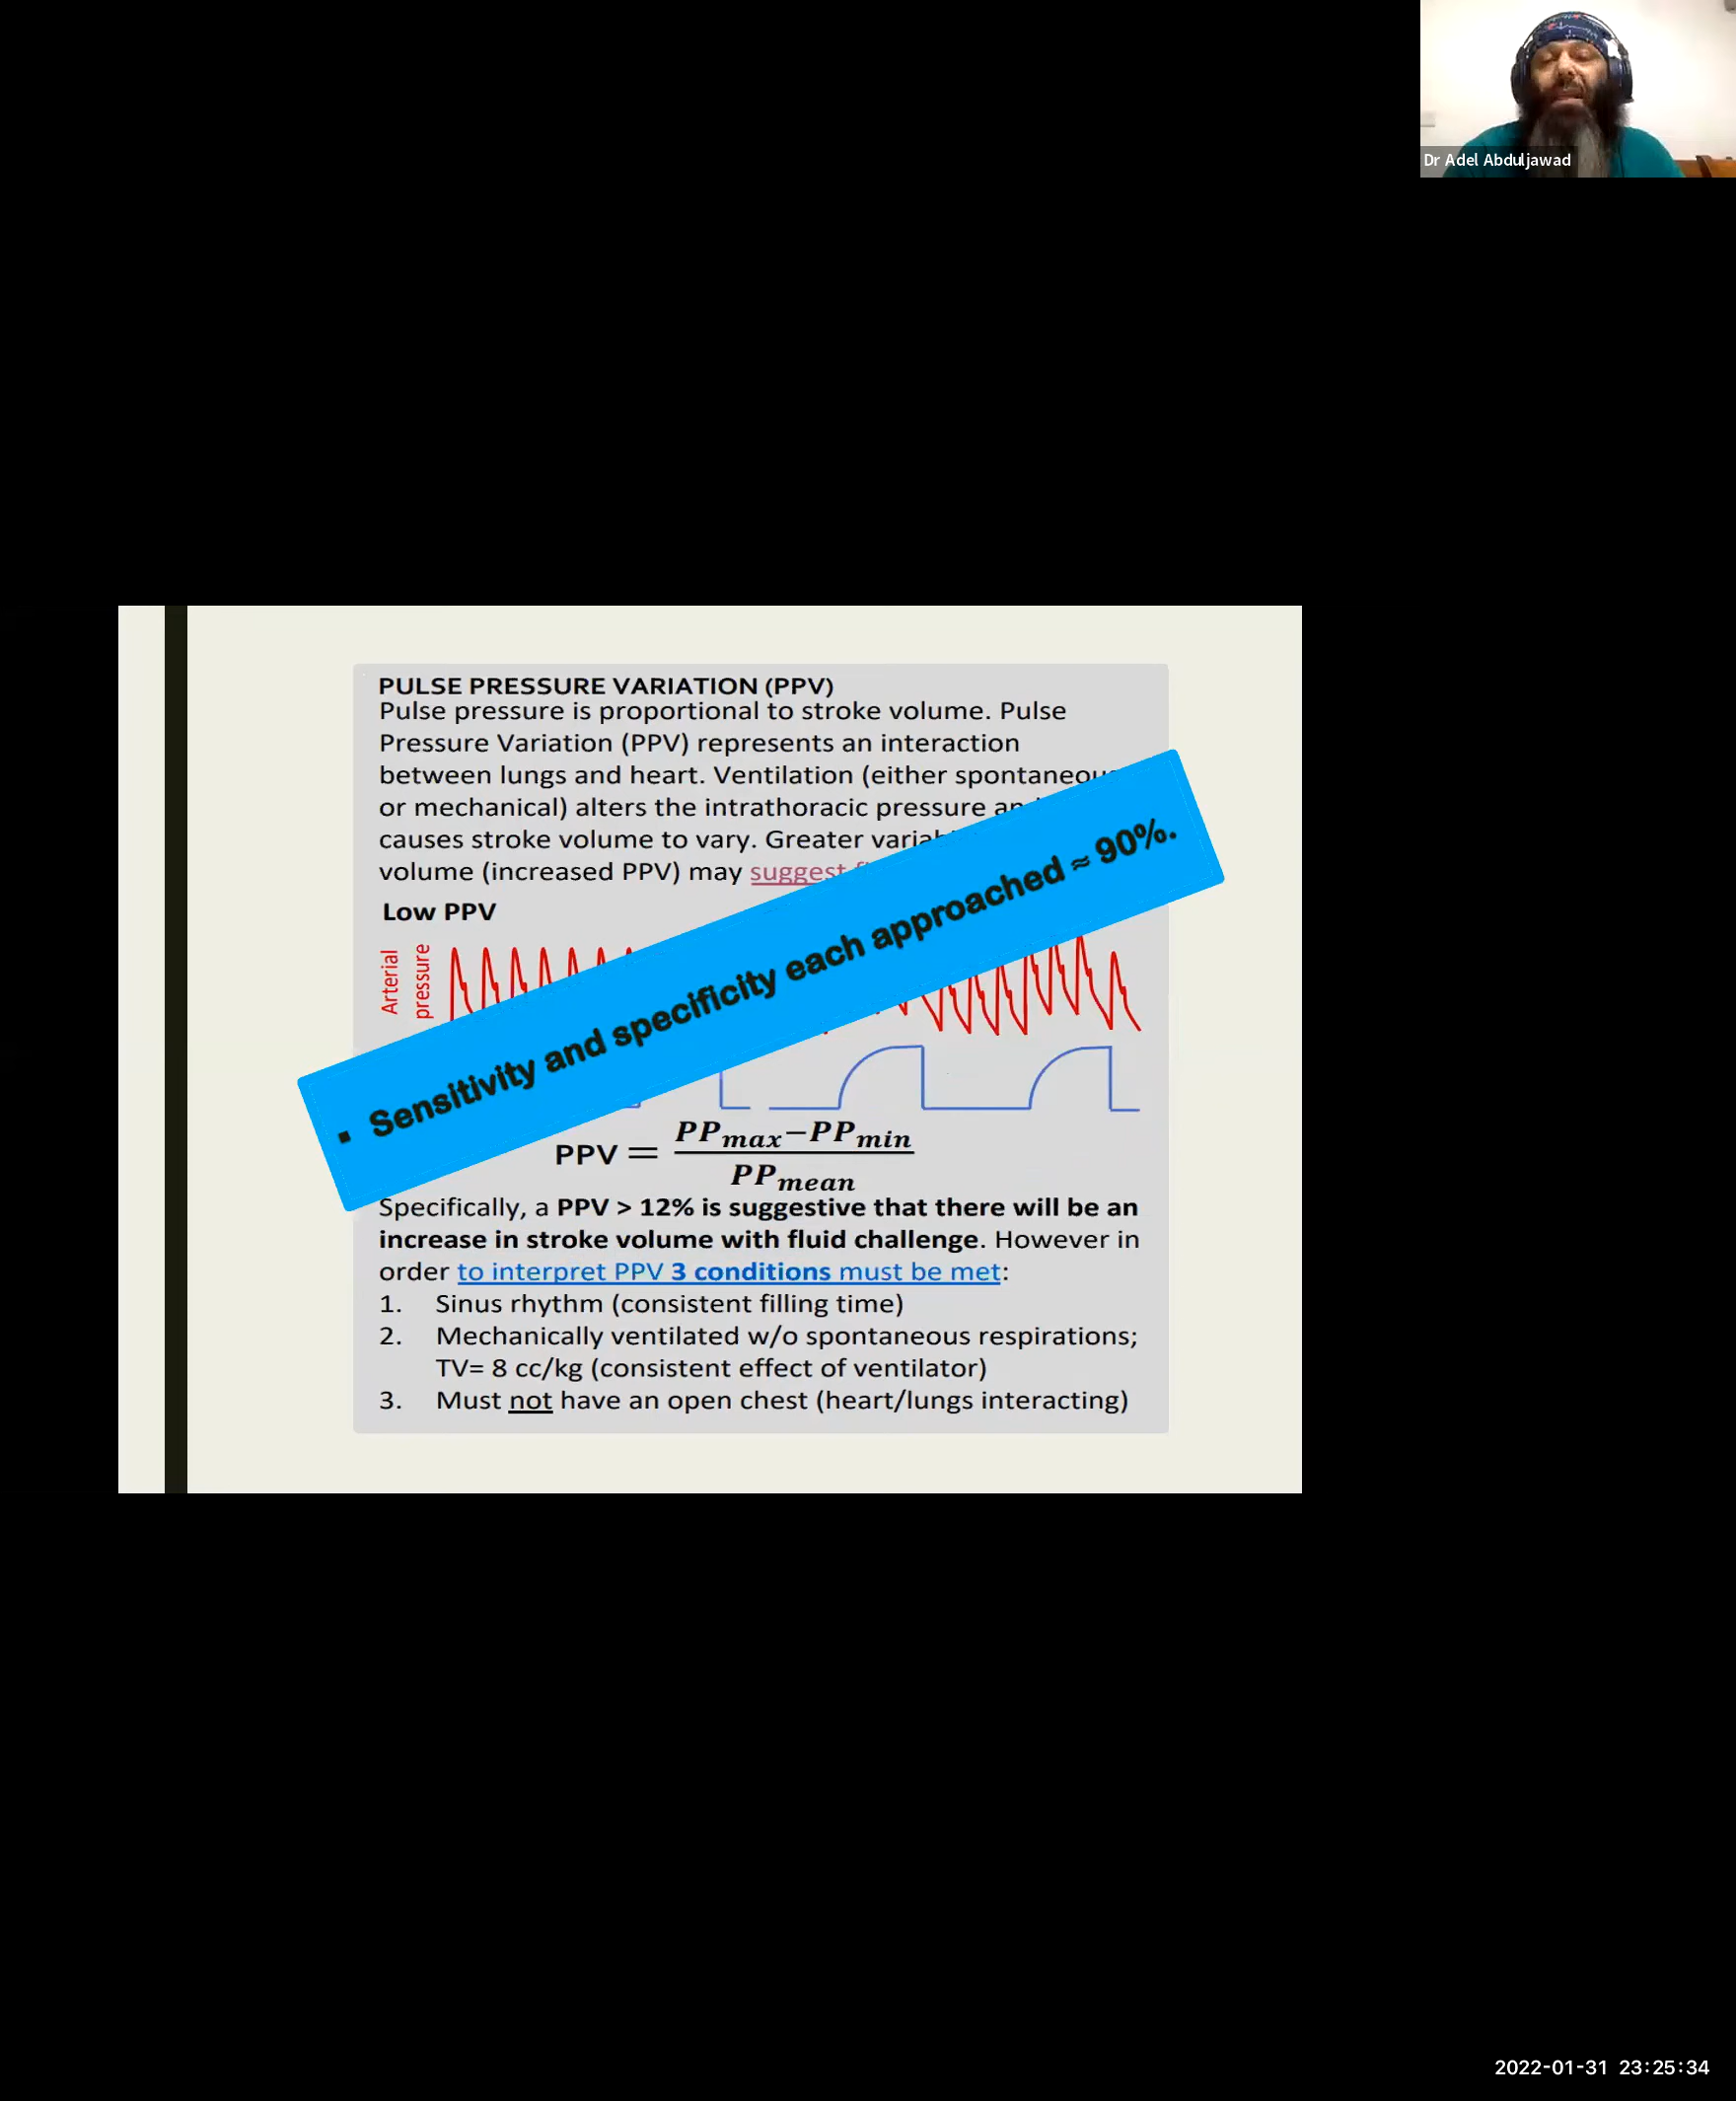 Dr Adel Abduljawad
PULSE PRESSURE VARIATION (PPV)
Pulse pressure is proportional to stroke volume. Pulse
Pressure Variation (PPV) represents an interaction
between lungs and heart. Ventilation (either
or mechanical) alters the intrathoracic pressure
causes stroke volume to vary. Greater
volume (increased PPV) may suggest
▪ Sensitivity and specificity each approached ≈ 90%.
Low PPV
Arterial
pressure
PPV = PPmax−PPmin
PPmean
Specifically, a PPV > 12% is suggestive that there will be an
increase in stroke volume with fluid challenge. However in
order to interpret PPV 3 conditions must be met:
1. Sinus rhythm (consistent filling time)
2. Mechanically ventilated w/o spontaneous respirations;
TV= 8 cc/kg (consistent effect of ventilator)
3. Must not have an open chest (heart/lungs interacting)
2022-01-31 23:25:34